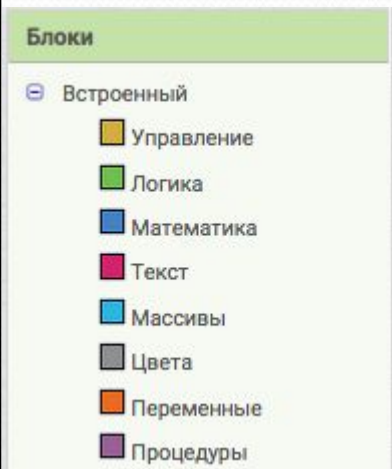 Блоки
Встроенный
Управление
Логика
Математика
Текст
Массивы
Цвета
Переменные
Процедуры